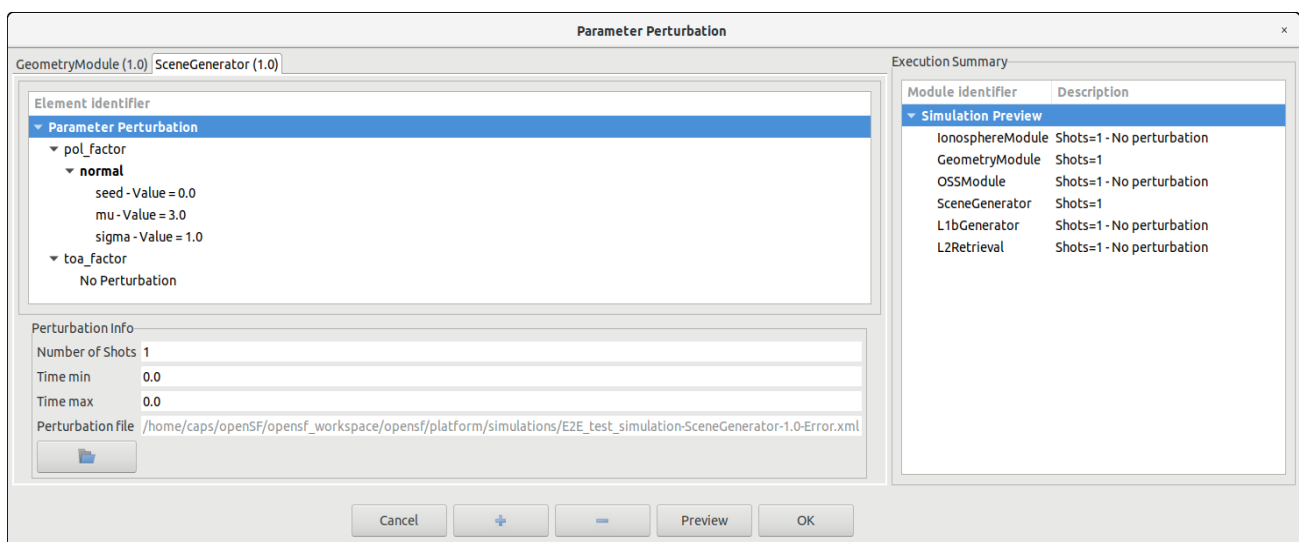 Parameter Perturbation
GeometryModule (1.0) SceneGenerator (1.0)
Element identifier
Parameter Perturbation
pol_factor
normal
seed - Value = 0.0
mu - Value = 3.0
sigma - Value = 1.0
toa_factor
No Perturbation
Perturbation Info
Number of Shots 1
Time min 0.0
Time max 0.0
Perturbation file /home/caps/openSF/opensf_workspace/opensf/platform/simulations/E2E_test_simulation-SceneGenerator-1.0-Error.xml
Execution Summary
Module identifier Description
Simulation Preview
IonosphereModule Shots=1 - No perturbation
GeometryModule Shots=1
OSSModule Shots=1 - No perturbation
SceneGenerator Shots=1
L1bGenerator Shots=1 - No perturbation
L2Retrieval Shots=1 - No perturbation
Cancel Preview OK